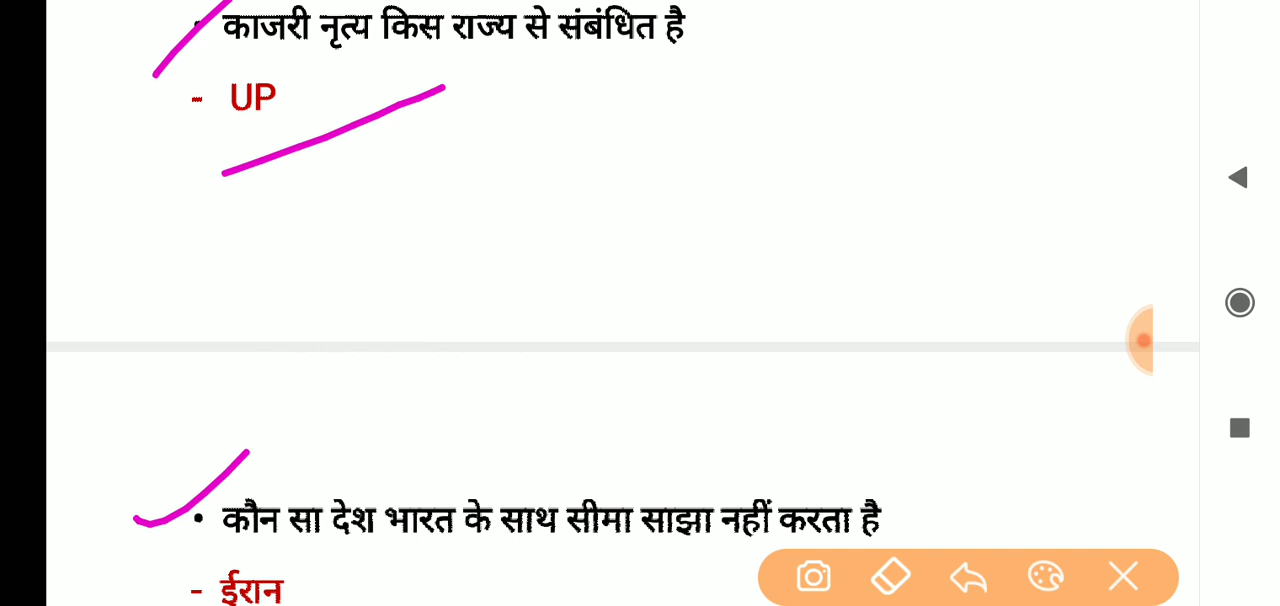 • काजरी नृत्य किस राज्य से संबंधित है
- UP
• कौन सा देश भारत के साथ सीमा साझा नहीं करता है
- ईरान